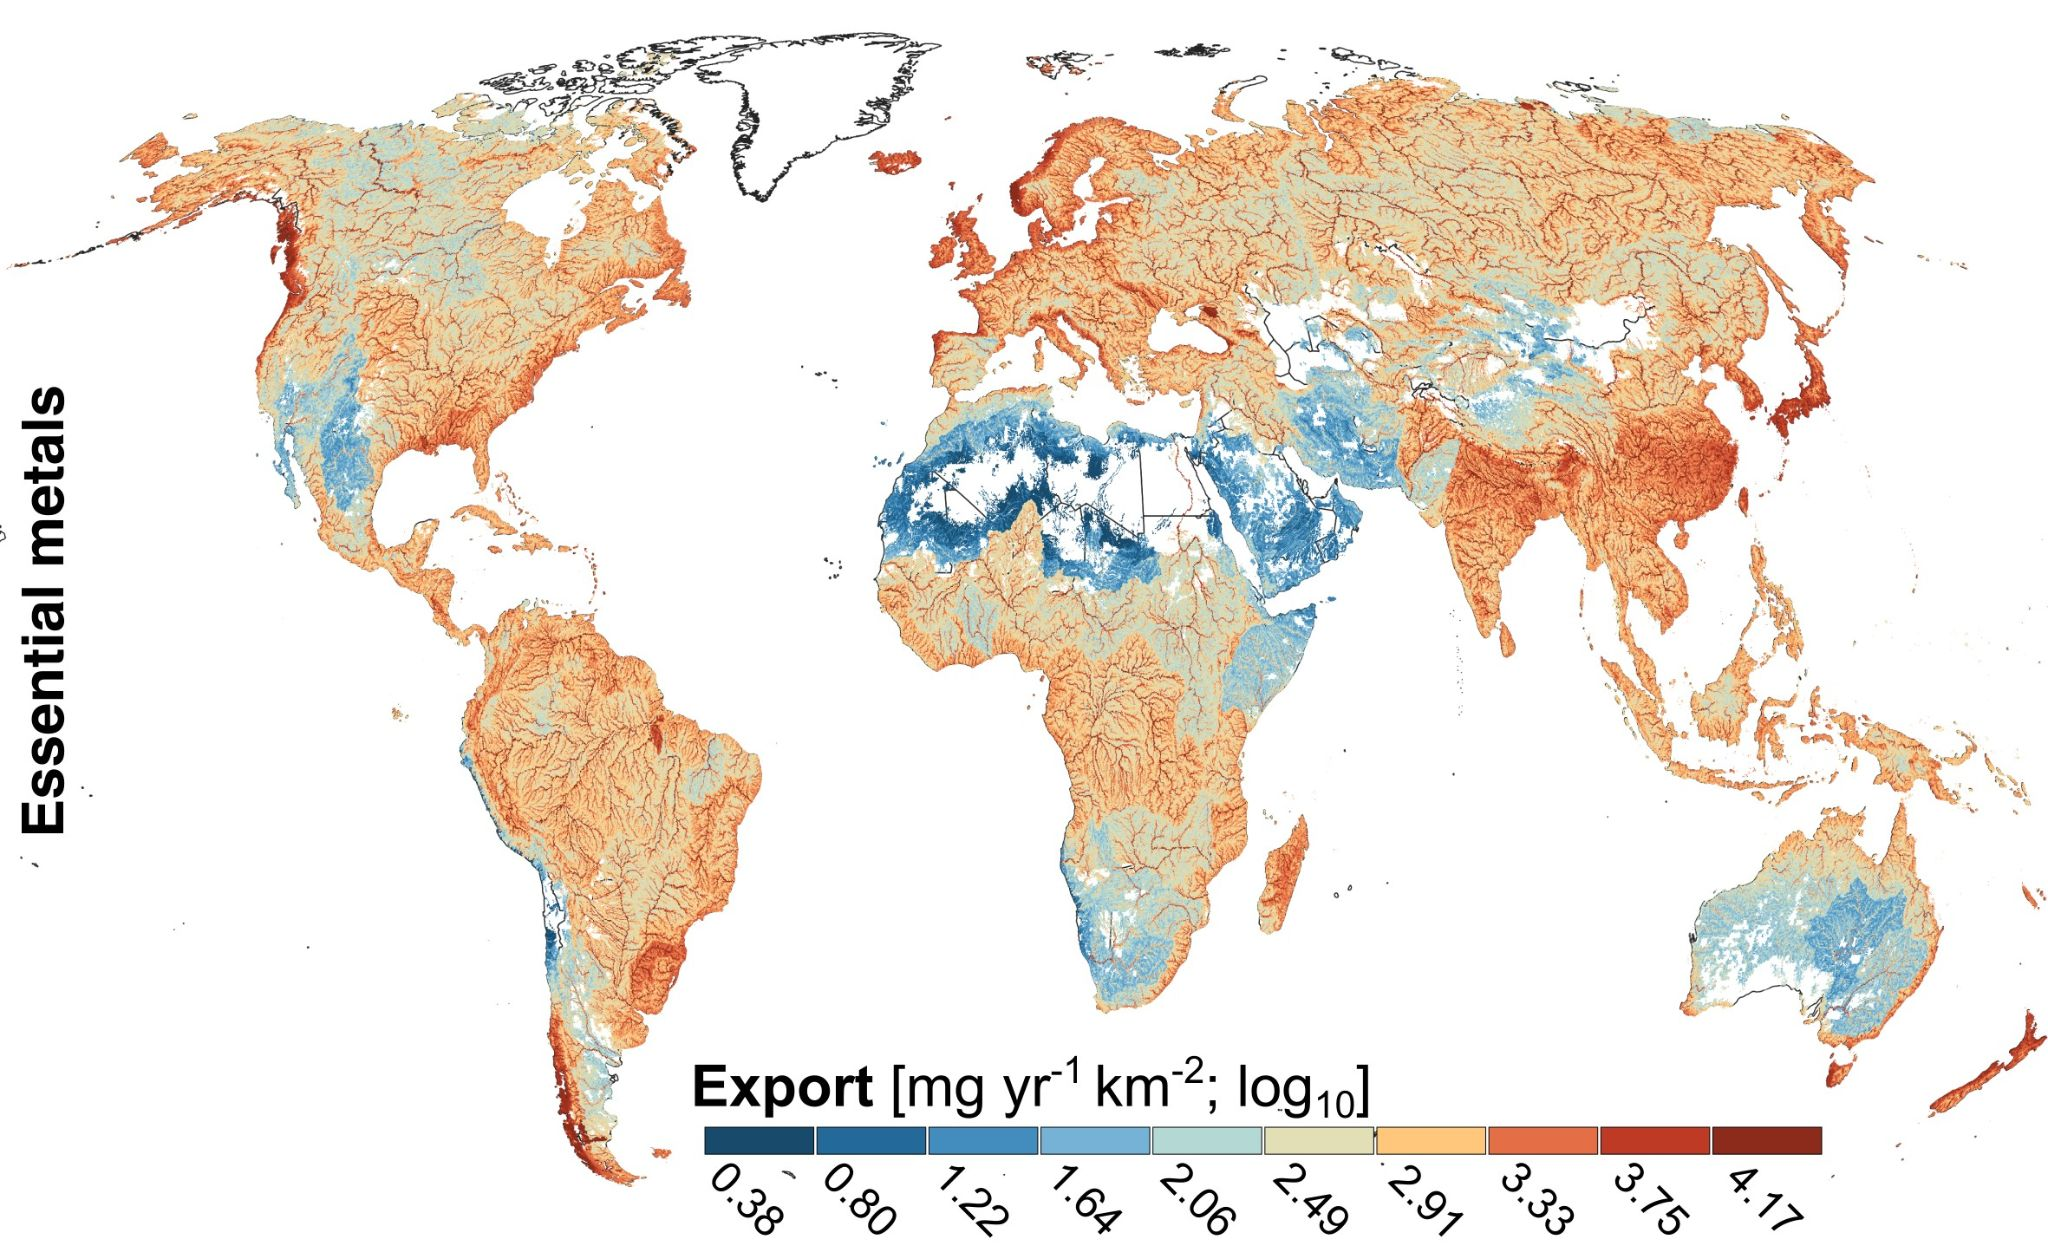 Essential metals
Export [mg yr⁻¹ km⁻²; log₁₀]
0.38 0.80 1.22 1.64 2.06 2.49 2.91 3.33 3.75 4.17